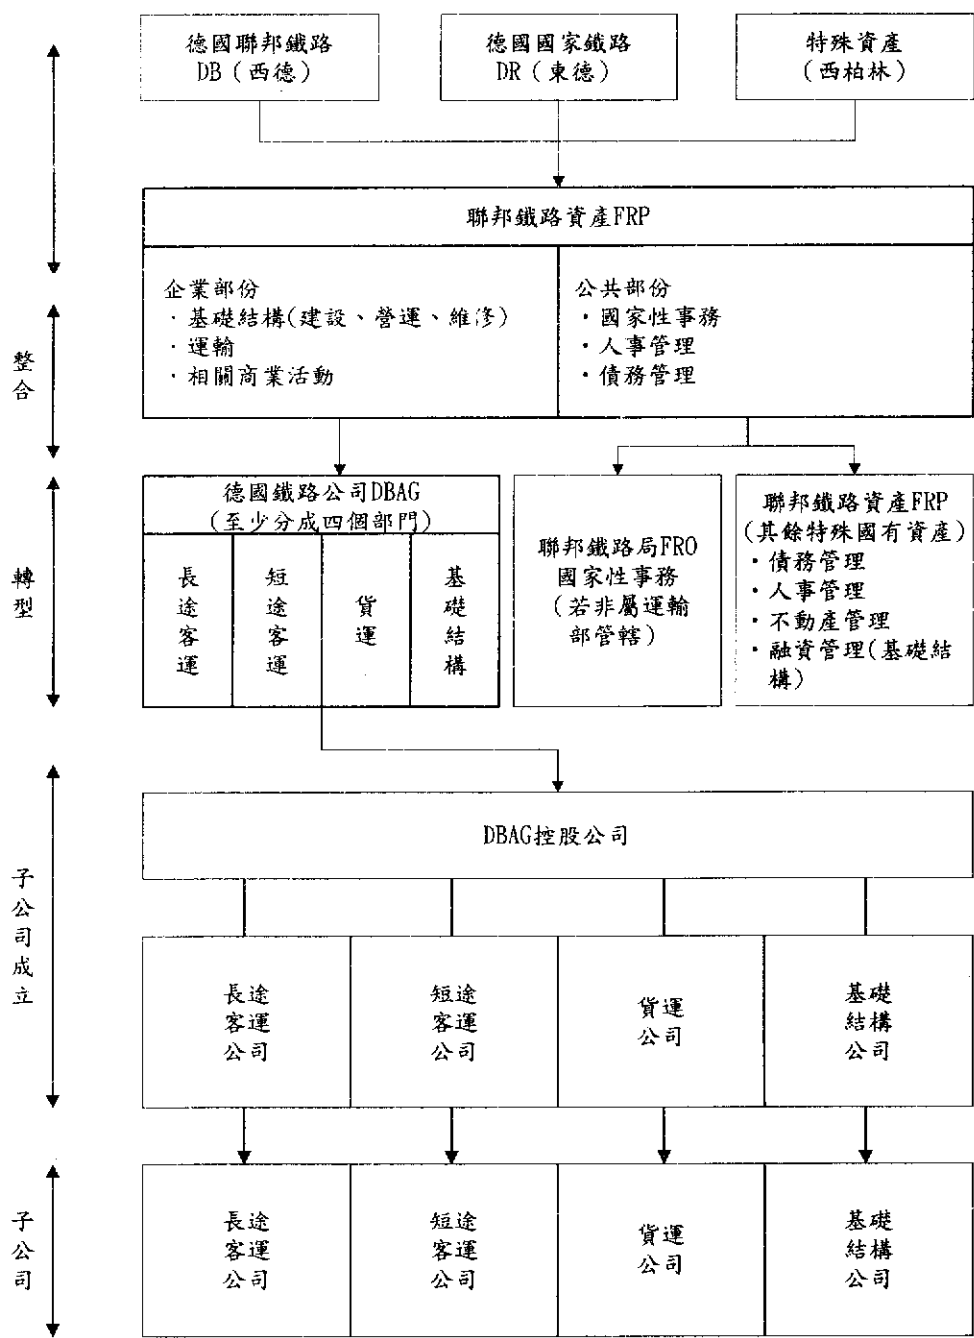 德國聯邦鐵路
DB(西德)
德國國家鐵路
DR(東德)
特殊資產
(西柏林)
聯邦鐵路資產FRP
企業部份
·基礎結構(建設、營運、維修)
·運輸
·相關商業活動
公共部份
·國家性事務
·人事管理
·債務管理
整合
德國鐵路公司DBAG
(至少分成四個部門)
長途客運
短途客運
貨運
基礎結構
聯邦鐵路局FRO
國家性事務
(若非屬運輸
部管轄)
聯邦鐵路資產FRP
(其餘特殊國有資產)
·債務管理
·人事管理
·不動產管理
·融資管理(基礎結
構)
轉型
DBAG控股公司
子公司成立
長途
客運
公司
短途
客運
公司
貨運
公司
基礎
結構
公司
子公司
長途
客運
公司
短途
客運
公司
貨運
公司
基礎
結構
公司